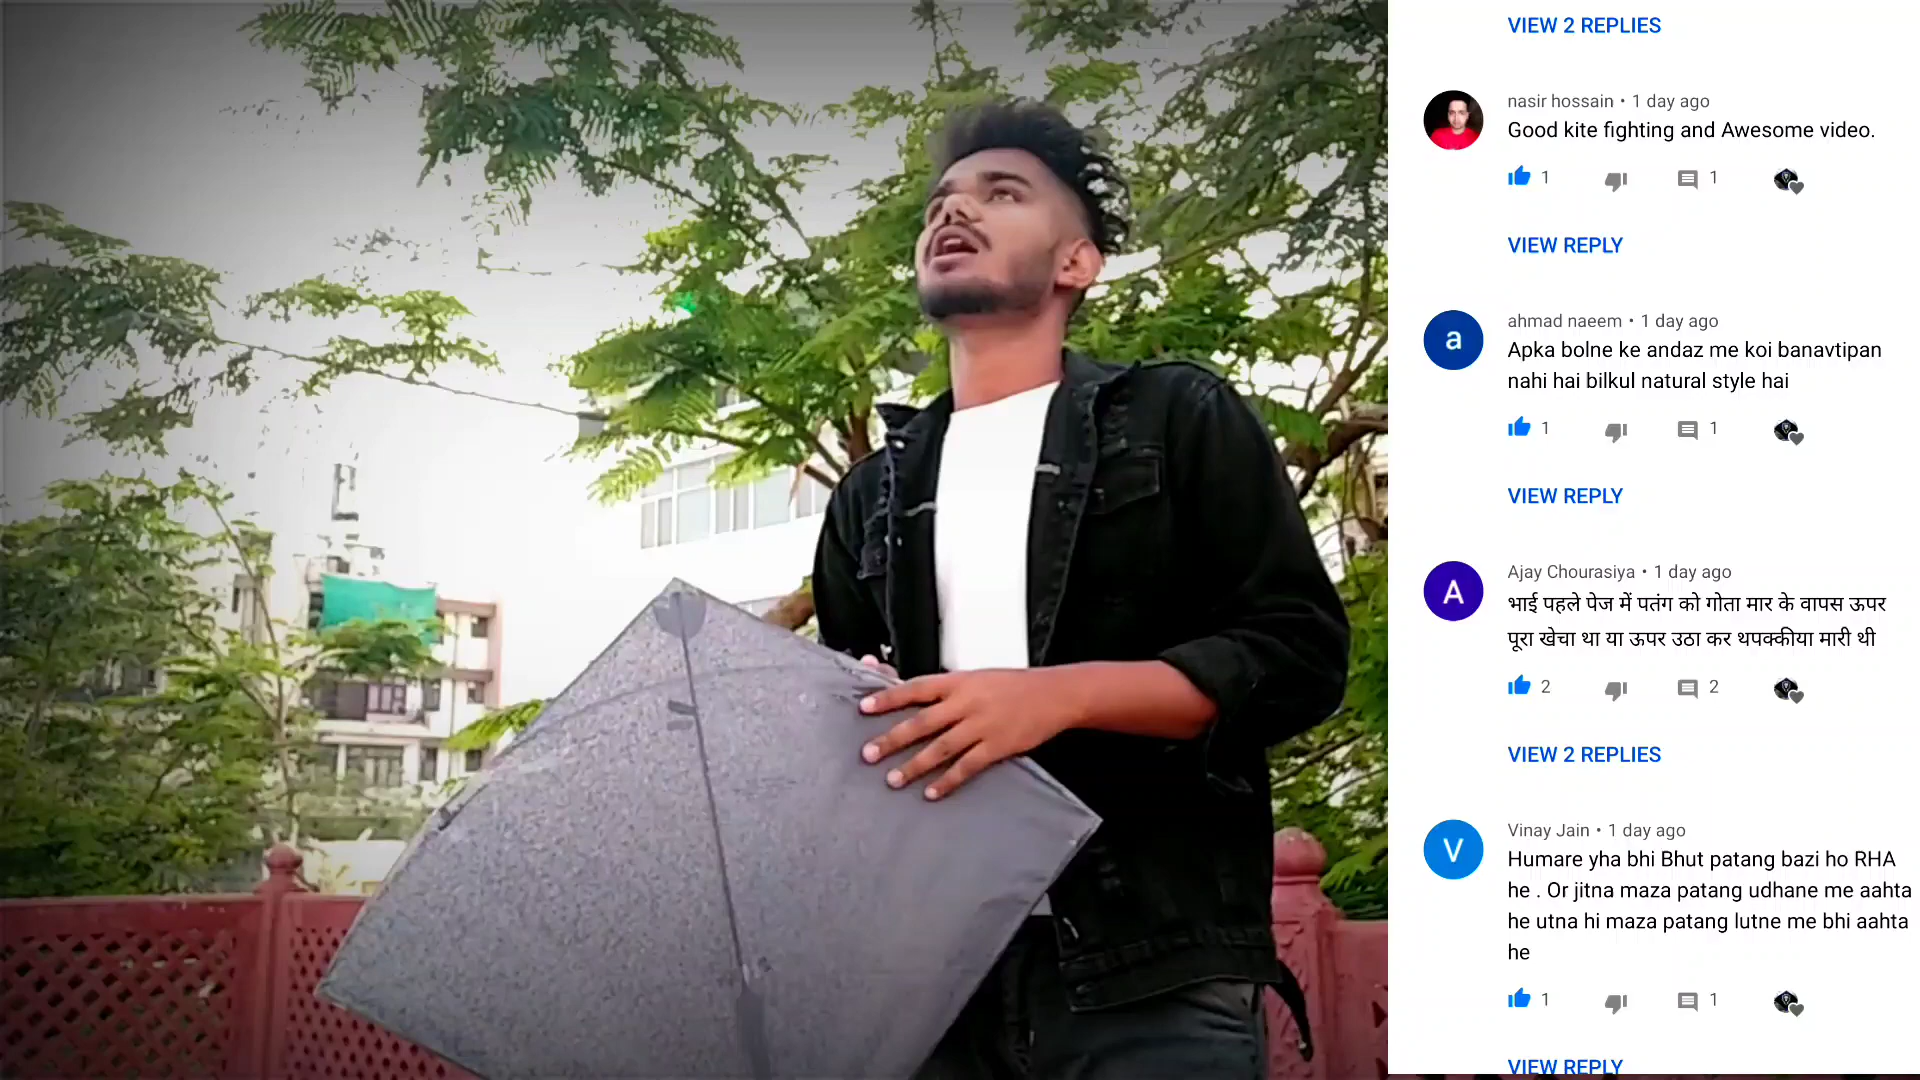 VIEW 2 REPLIES
nasir hossain • 1 day ago
Good kite fighting and Awesome video.
1 1
VIEW REPLY
a
ahmad naeem • 1 day ago
Apka bolne ke andaz me koi banavtipan
nahi hai bilkul natural style hai
1 1
VIEW REPLY
A
Ajay Chourasiya • 1 day ago
भाई पहले पेज में पतंग को गोता मार के वापस ऊपर
पूरा खेचा था या ऊपर उठा कर थपक्कीया मारी थी
2 2
VIEW 2 REPLIES
V
Vinay Jain • 1 day ago
Humare yha bhi Bhut patang bazi ho RHA
he . Or jitna maza patang udhane me aahta
he utna hi maza patang lutne me bhi aahta
he
1 1
VIEW REPLY